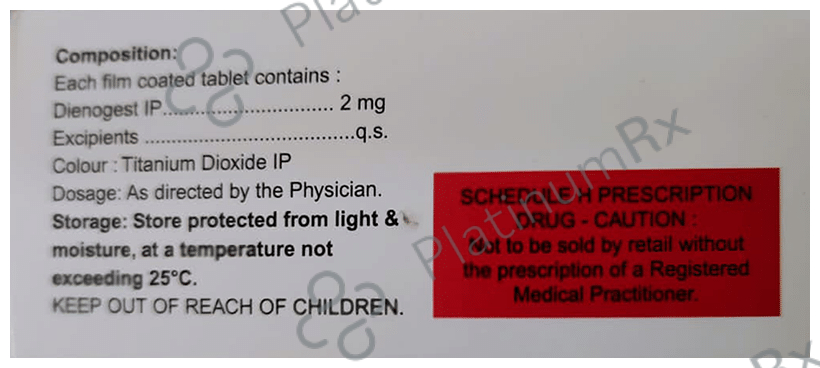 Composition:
Each film coated tablet contains :
Dienogest IP.............................. 2 mg
Excipients ......................................q.s.
Colour : Titanium Dioxide IP
Dosage: As directed by the Physician.
Storage: Store protected from light &
moisture, at a temperature not
exceeding 25°C.
KEEP OUT OF REACH OF CHILDREN.
SCHEDULE H PRESCRIPTION
DRUG - CAUTION :
Not to be sold by retail without
the prescription of a Registered
Medical Practitioner.
PlatinumRx